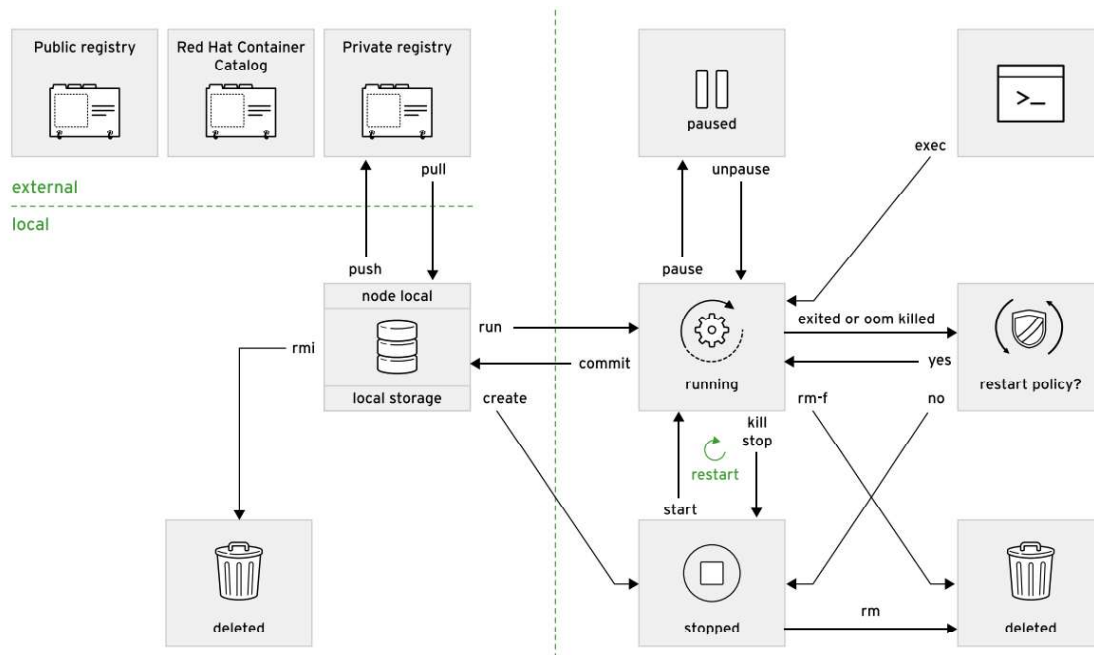 Public registry
Red Hat Container
Catalog
Private registry
paused
>_
pull
unpause
exec
external
local
push
pause
node local
run
exited or oom killed
rmi
commit
yes
running
restart policy?
local storage
create
rm-f
no
kill
stop
restart
start
rm
deleted
stopped
deleted